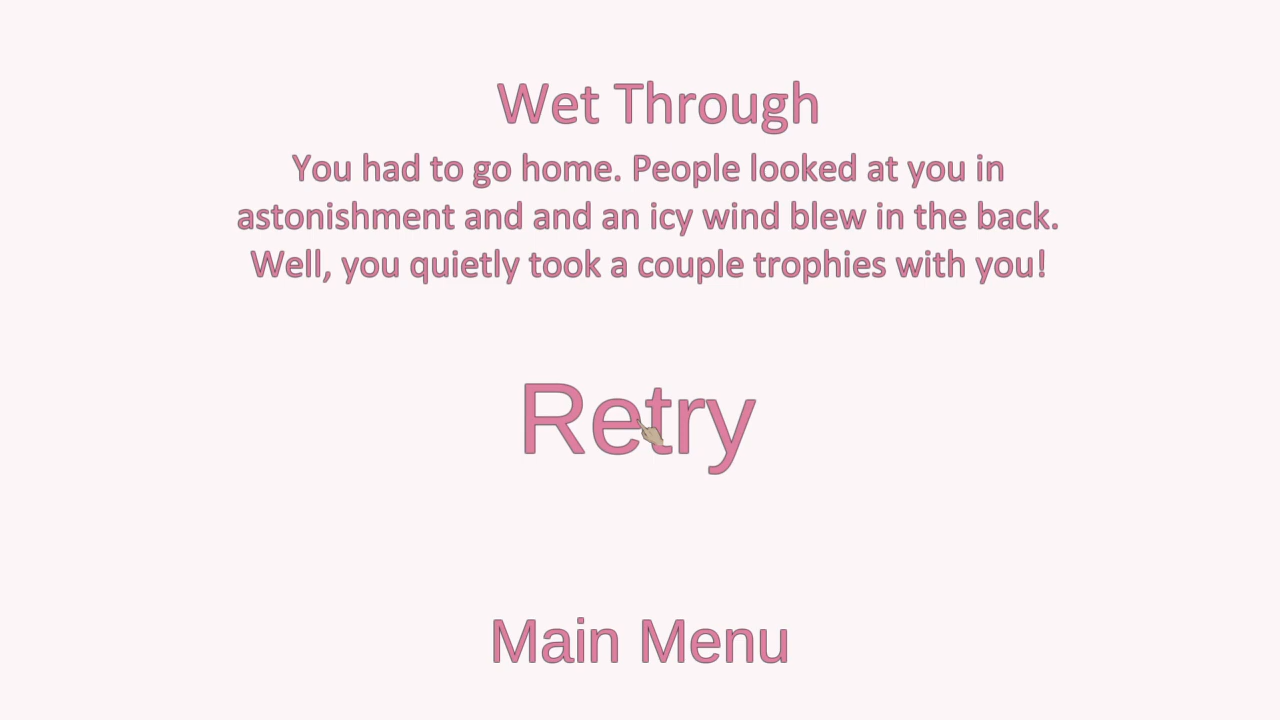 Wet Through
You had to go home. People looked at you in
astonishment and and an icy wind blew in the back.
Well, you quietly took a couple trophies with you!
Retry
Main Menu